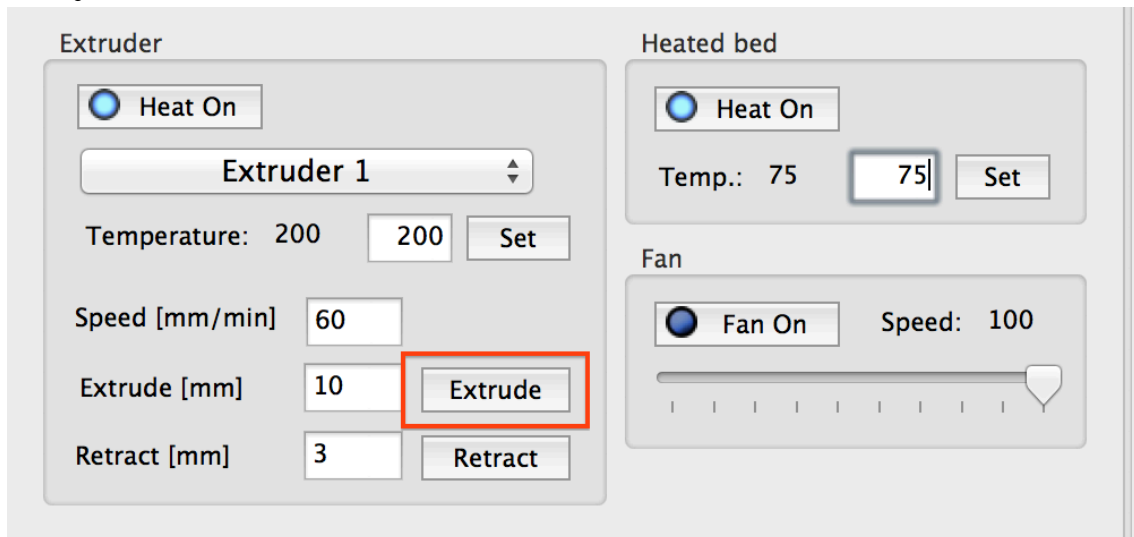 Extruder
Heat On
Extruder 1
Temperature: 200 200 Set
Speed [mm/min] 60
Extrude [mm] 10 Extrude
Retract [mm] 3 Retract
Heated bed
Heat On
Temp.: 75 75 Set
Fan
Fan On Speed: 100